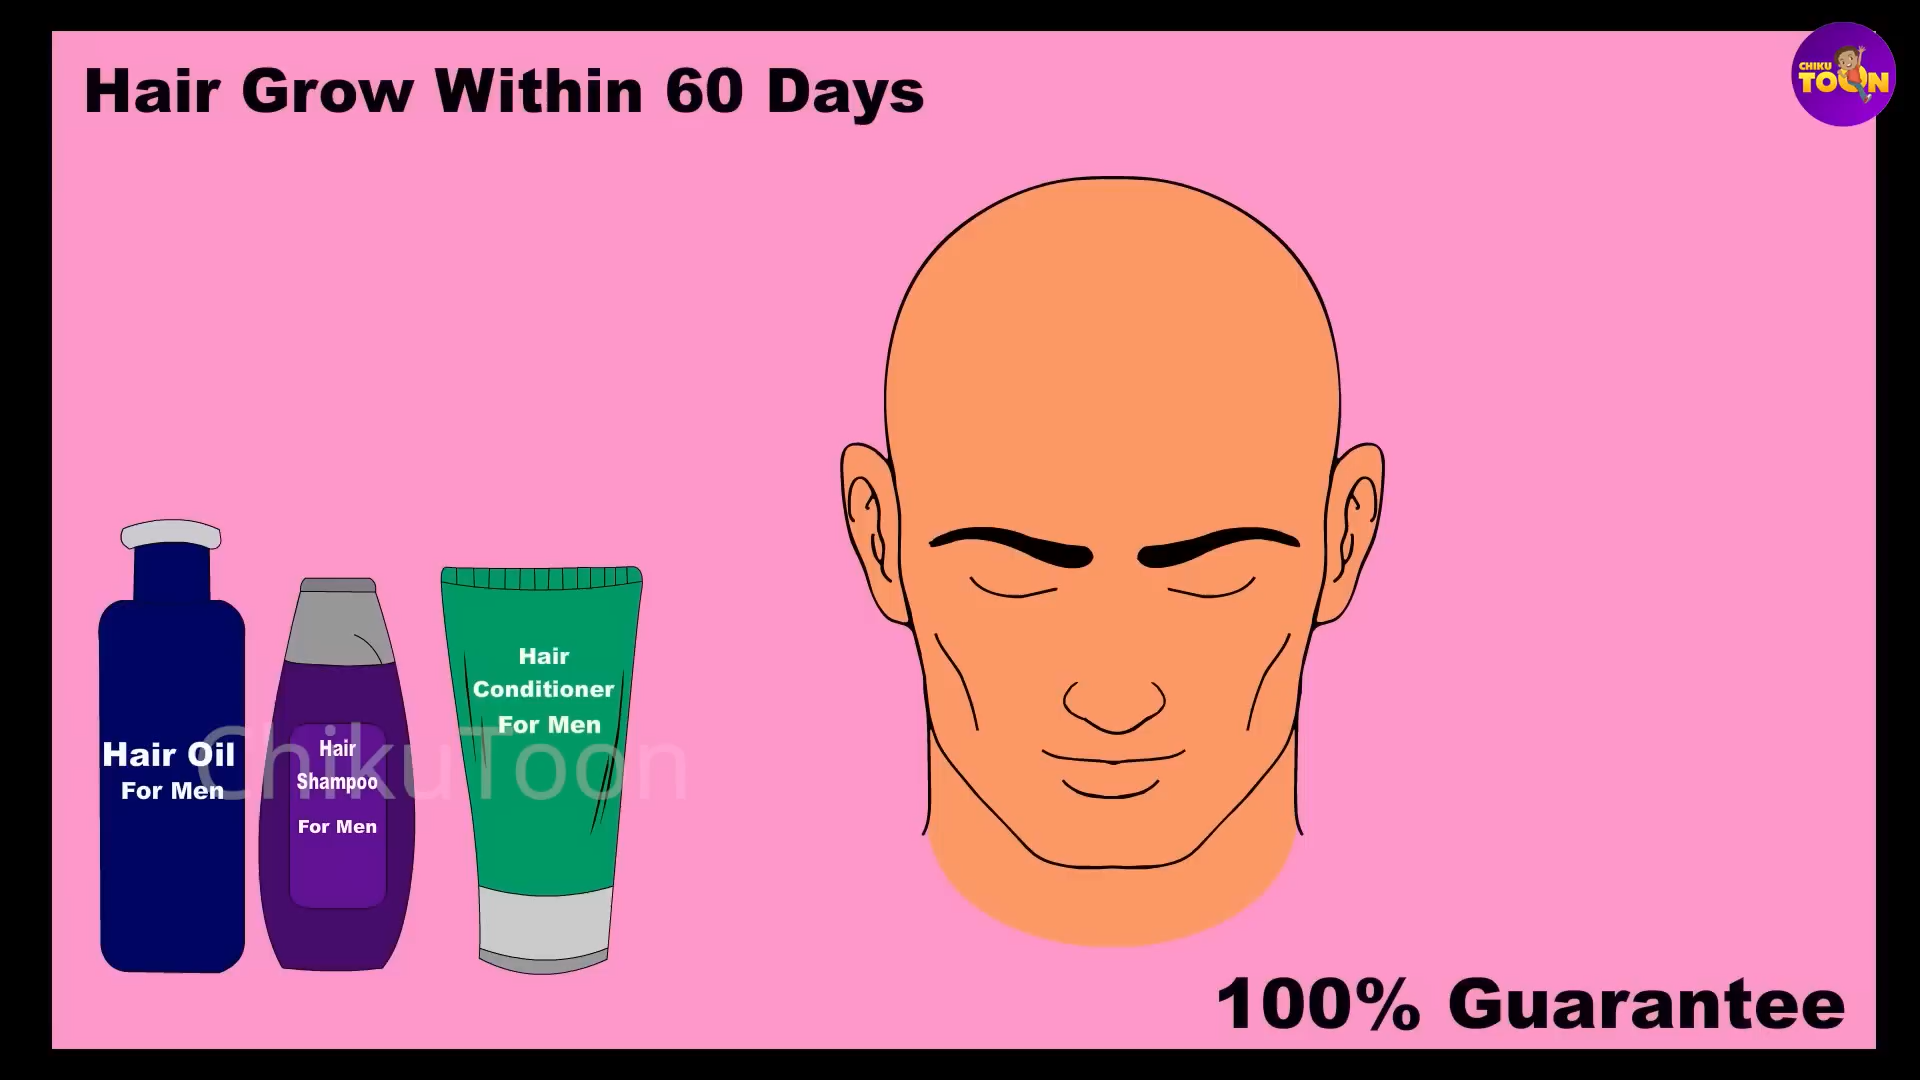 Hair Grow Within 60 Days
CHIKU
TOON
Hair
Conditioner
For Men
Hair Oil
For Men
Hair
Shampoo
For Men
ChikuToon
100% Guarantee